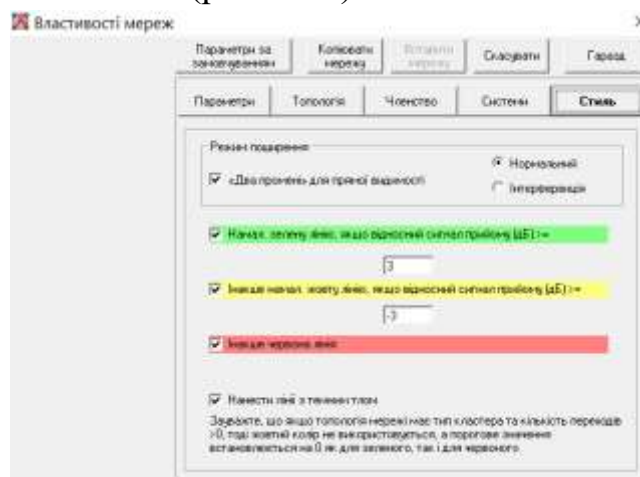 Властивості мереж
Параметри за замовчуванням
Копіювати мережу
Вставити мережу
Скасувати
Гаразд
Параметри
Топологія
Членство
Системи
Стиль
Режим поширення
«Два промені» для прямої видимості
Нормальний
Інтерференція
Намал. зелену лінію, якщо відносний сигнал прийому (дБ) >=
3
Інакше намал. жовту лінію, якщо відносний сигнал прийому (дБ) >=
-3
Інакше червона лінія
Нанести лінії з темним тлом
Зауважте, що якщо топологія мережі має тип кластера та кількість переходів
>0, тоді жовтий колір не використовується, а порогове значення
встановлюється на 0 як для зеленого, так і для червоного.